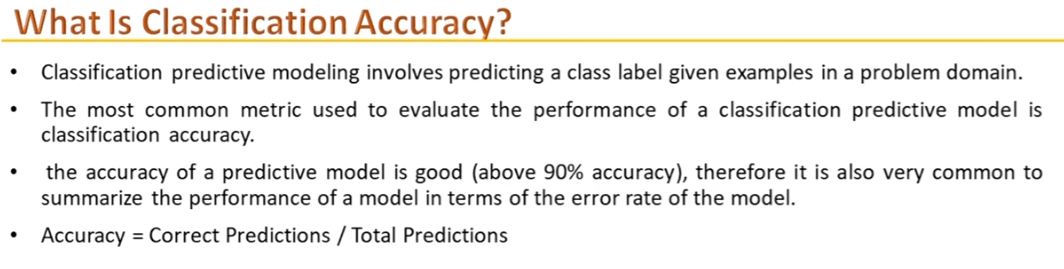 What Is Classification Accuracy?
• Classification predictive modeling involves predicting a class label given examples in a problem domain.
• The most common metric used to evaluate the performance of a classification predictive model is
classification accuracy.
• the accuracy of a predictive model is good (above 90% accuracy), therefore it is also very common to
summarize the performance of a model in terms of the error rate of the model.
• Accuracy = Correct Predictions / Total Predictions